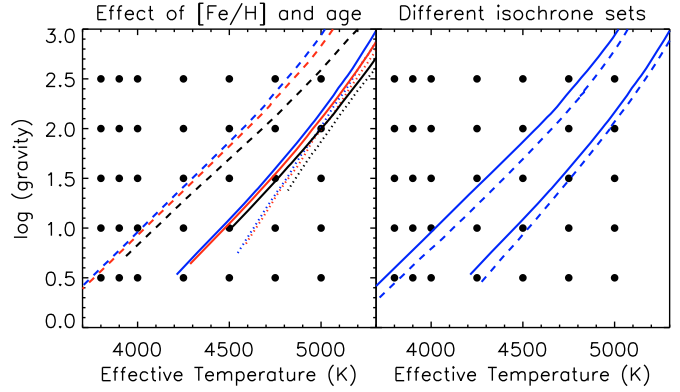 Effect of [Fe/H] and age
Different isochrone sets
3.0
2.5
2.0
1.5
1.0
0.5
0.0
log (gravity)
4000 4500 5000
4000 4500 5000
Effective Temperature (K)
Effective Temperature (K)